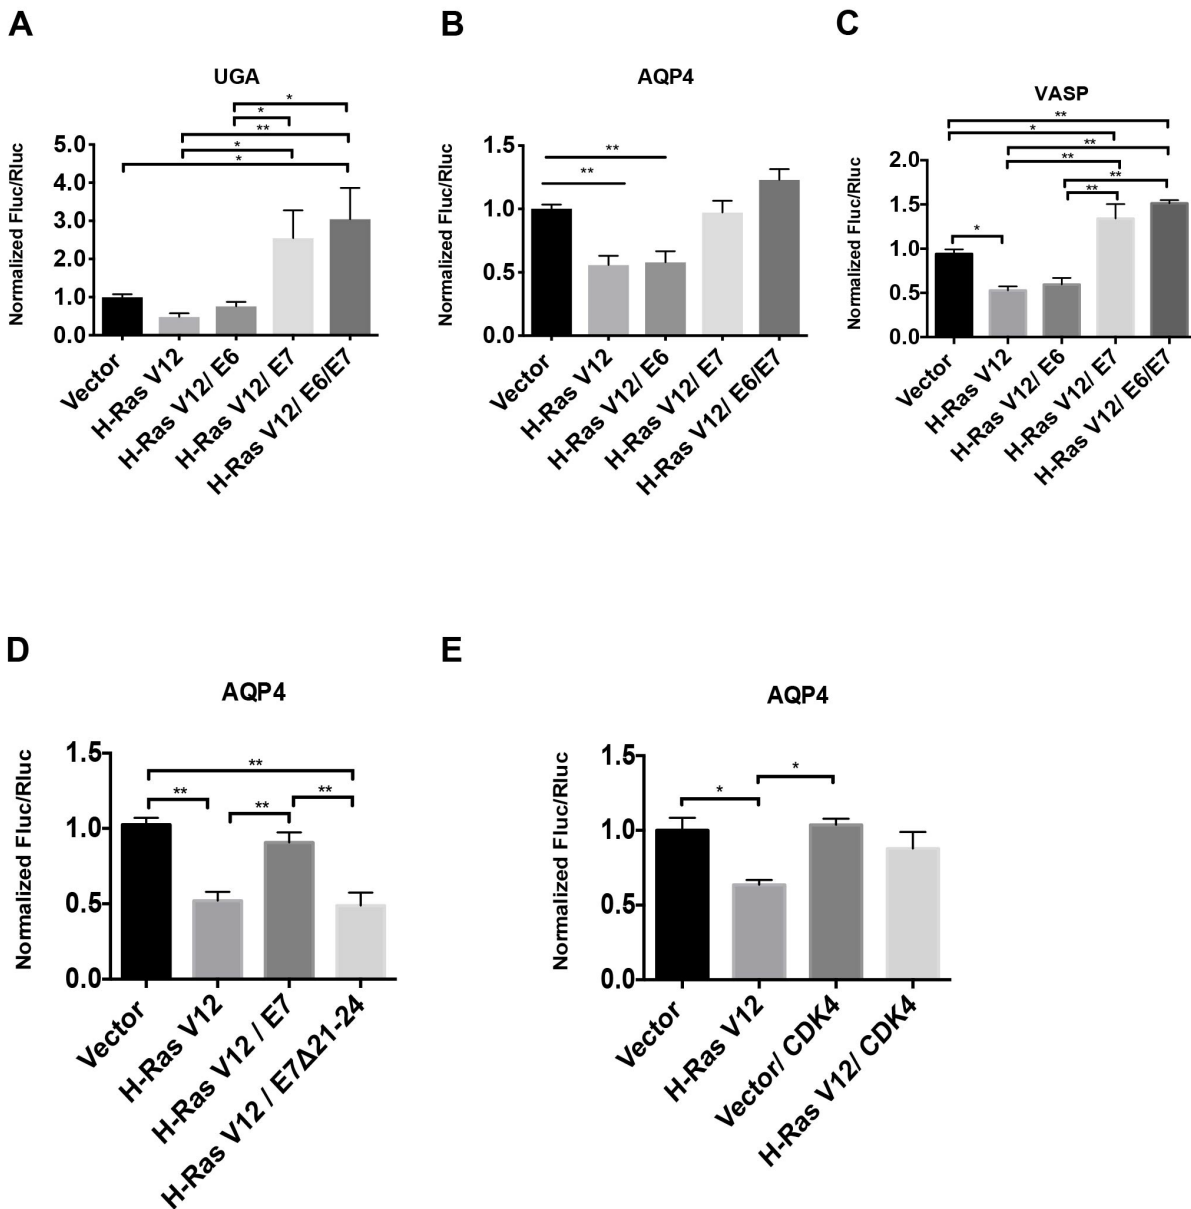 A
UGA
*
*
**
*
*
Normalized Fluc/Rluc
5.0
4.0
3.0
2.0
1.0
0.0
Vector
H-Ras V12
H-Ras V12/ E6
H-Ras V12/ E7
H-Ras V12/ E6/E7
B
AQP4
**
**
Normalized Fluc/Rluc
1.5
1.0
0.5
0.0
Vector
H-Ras V12
H-Ras V12/ E6
H-Ras V12/ E7
H-Ras V12/ E6/E7
C
VASP
**
*
**
**
**
**
*
Normalized Fluc/Rluc
2.0
1.5
1.0
0.5
0.0
Vector
H-Ras V12
H-Ras V12/ E6
H-Ras V12/ E7
H-Ras V12/ E6/E7
D
AQP4
**
**
**
**
Normalized Fluc/Rluc
1.5
1.0
0.5
0.0
Vector
H-Ras V12
H-Ras V12 / E7
H-Ras V12 / E7Δ21-24
E
AQP4
*
*
Normalized Fluc/Rluc
1.5
1.0
0.5
0.0
Vector
H-Ras V12
Vector/ CDK4
H-Ras V12/ CDK4